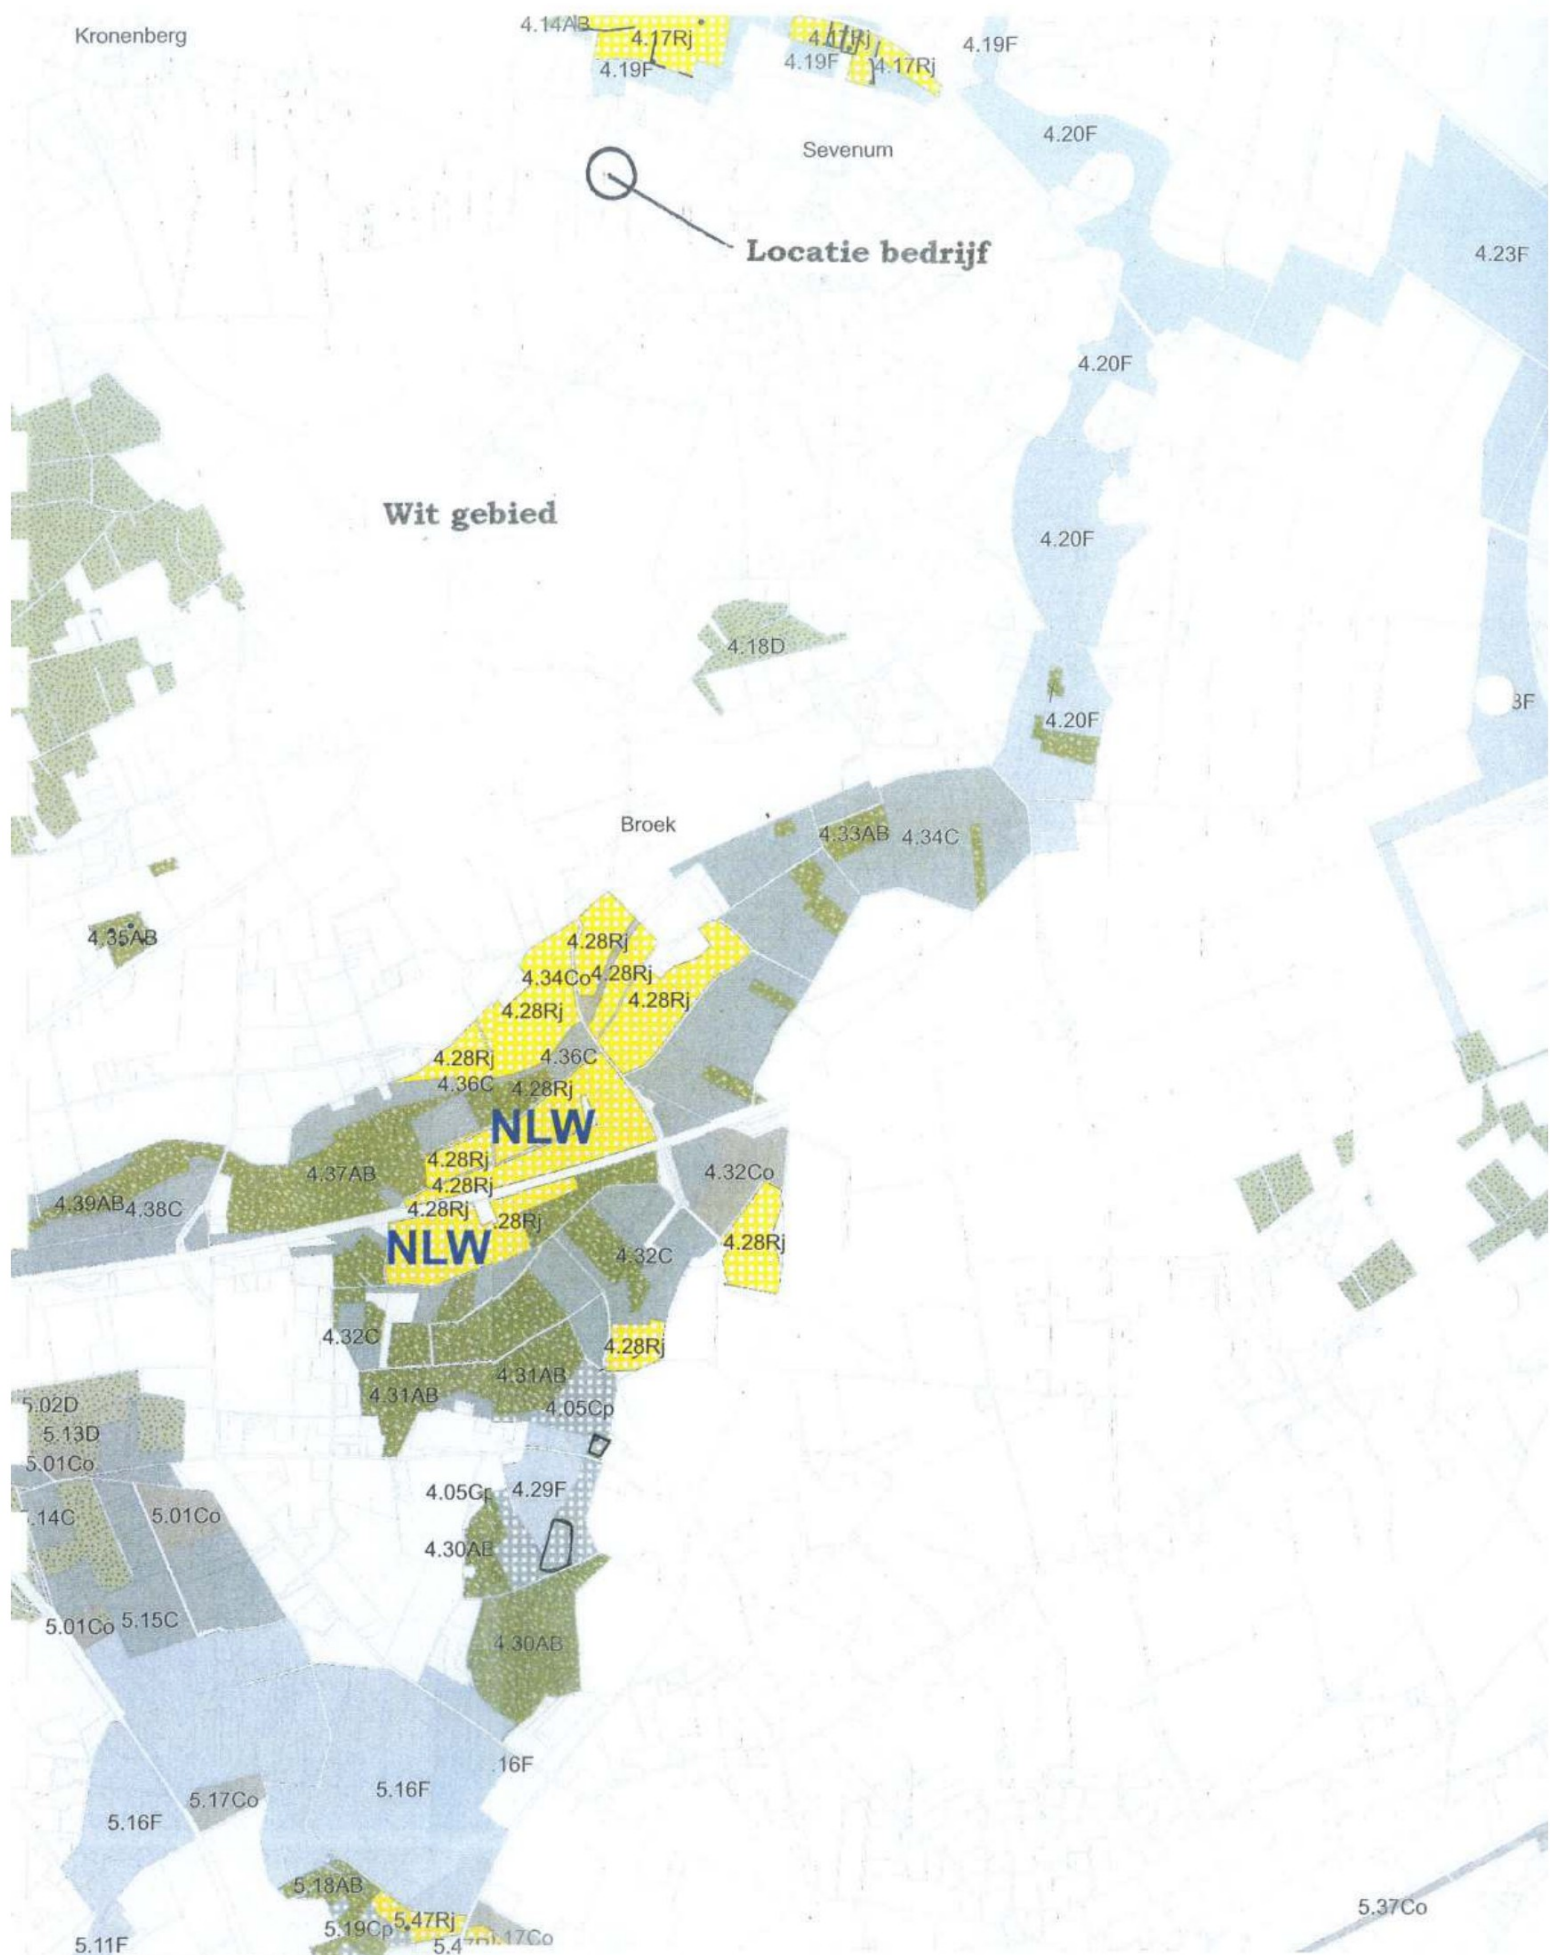 Kronenberg
4.14AB
4.17Rj
4.17Rj
4.19F
4.19F
4.19F
4.17Rj
4.20F
Sevenum
Locatie bedrijf
4.23F
4.20F
Wit gebied
4.20F
4.18D
3F
4.20F
Broek
4.33AB
4.34C
4.35AB
4.28Rj
4.34Co
4.28Rj
4.28Rj
4.28Rj
4.28Rj
4.36C
4.36C
4.28Rj
NLW
4.28Rj
4.37AB
4.32Co
4.28Rj
4.39AB
4.38C
4.28Rj
.28Rj
NLW
4.32C
4.28Rj
4.32C
4.28Rj
4.31AB
4.31AB
5.02D
4.05Cp
5.13D
5.01Co
4.05Cp
4.29F
.14C
5.01Co
4.30AB
5.01Co
5.15C
4.30AB
.16F
5.16F
5.17Co
5.16F
5.18AB
5.37Co
5.47Rj
5.19Cp
.17Co
5.11F